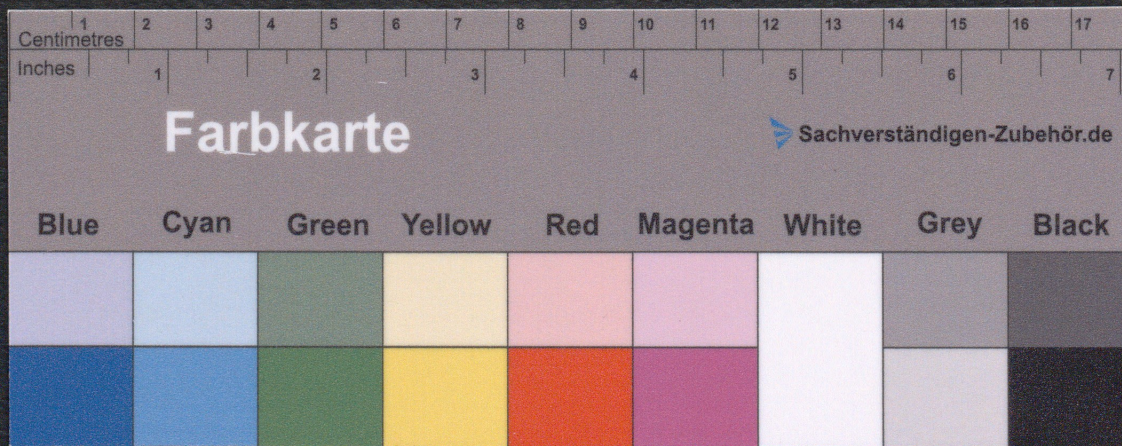 1 2 3 4 5 6 7 8 9 10 11 12 13 14 15 16 17
Centimetres
Inches
1 2 3 4 5 6 7
Farbkarte
Sachverständigen-Zubehör.de
Blue Cyan Green Yellow Red Magenta White Grey Black